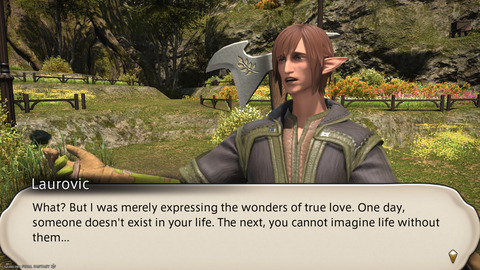 Laurovic
What? But I was merely expressing the wonders of true love. One day,
someone doesn't exist in your life. The next, you cannot imagine life without
them...